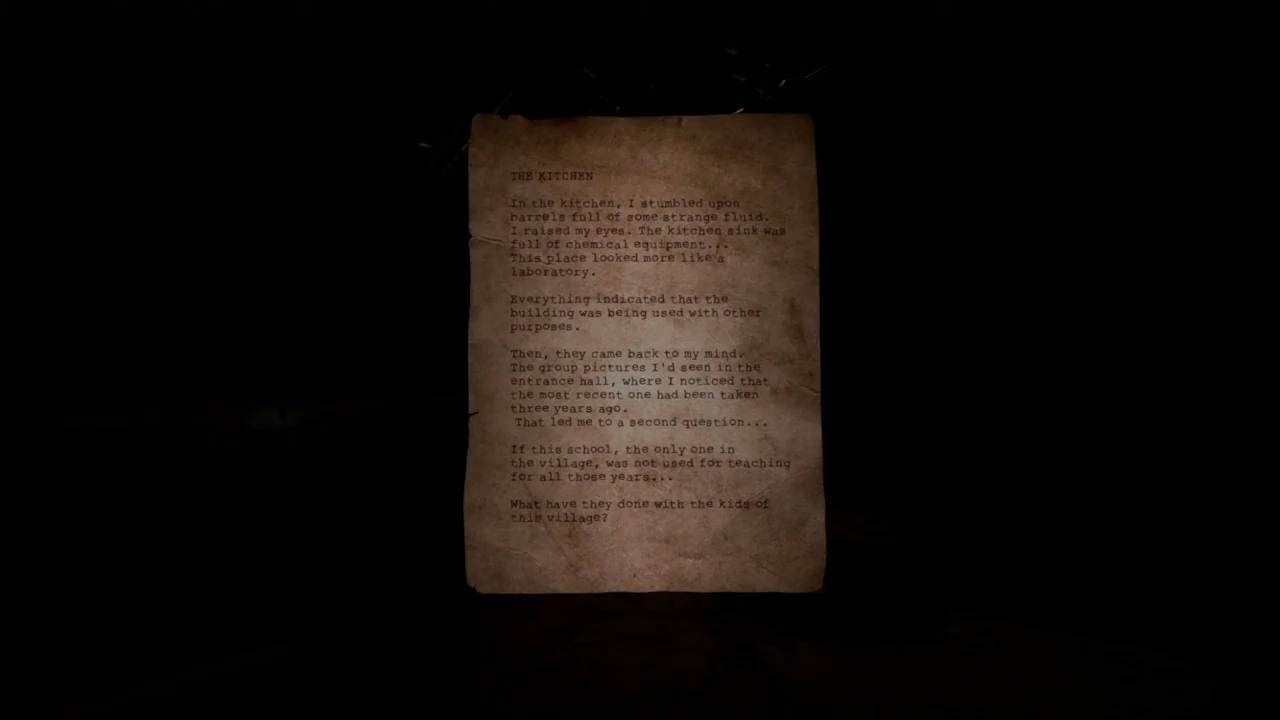 THE KITCHEN
In the kitchen, I stumbled upon
barrels full of some strange fluid.
I raised my eyes. The kitchen sink was
full of chemical equipment...
This place looked more like a
laboratory.
Everything indicated that the
building was being used with other
purposes.
Then, they came back to my mind.
The group pictures I'd seen in the
entrance hall, where I noticed that
the most recent one had been taken
three years ago.
That led me to a second question...
If this school, the only one in
the village, was not used for teaching
for all those years...
What have they done with the kids of
this village?